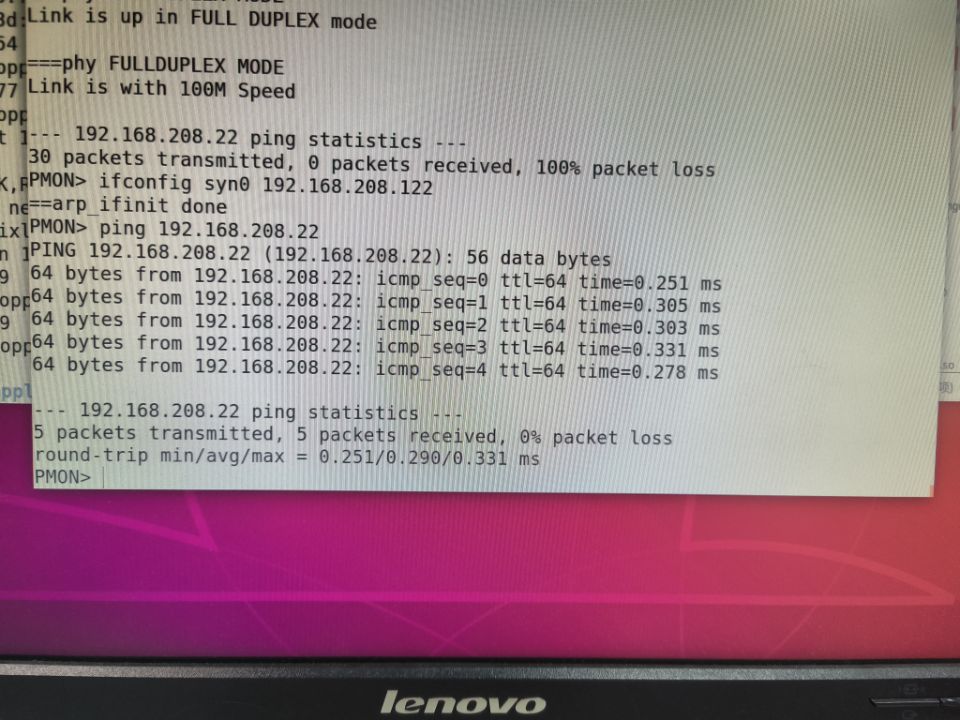 Link is up in FULL DUPLEX mode
===phy FULLDUPLEX MODE
Link is with 100M Speed
--- 192.168.208.22 ping statistics ---
30 packets transmitted, 0 packets received, 100% packet loss
PMON> ifconfig syn0 192.168.208.122
==arp_ifinit done
PMON> ping 192.168.208.22
PING 192.168.208.22 (192.168.208.22): 56 data bytes
64 bytes from 192.168.208.22: icmp_seq=0 ttl=64 time=0.251 ms
64 bytes from 192.168.208.22: icmp_seq=1 ttl=64 time=0.305 ms
64 bytes from 192.168.208.22: icmp_seq=2 ttl=64 time=0.303 ms
64 bytes from 192.168.208.22: icmp_seq=3 ttl=64 time=0.331 ms
64 bytes from 192.168.208.22: icmp_seq=4 ttl=64 time=0.278 ms
--- 192.168.208.22 ping statistics ---
5 packets transmitted, 5 packets received, 0% packet loss
round-trip min/avg/max = 0.251/0.290/0.331 ms
PMON>
lenovo